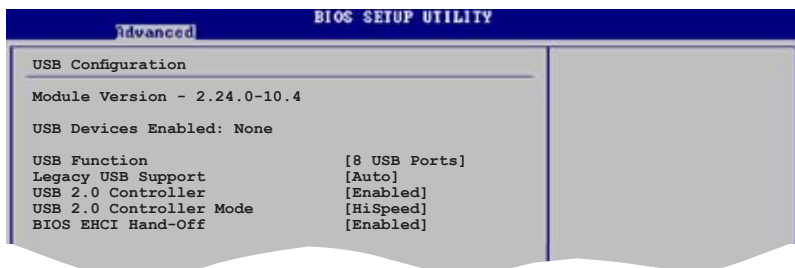 BIOS SETUP UTILITY
Advanced
USB Configuration
Module Version - 2.24.0-10.4
USB Devices Enabled: None
USB Function [8 USB Ports]
Legacy USB Support [Auto]
USB 2.0 Controller [Enabled]
USB 2.0 Controller Mode [HiSpeed]
BIOS EHCI Hand-Off [Enabled]